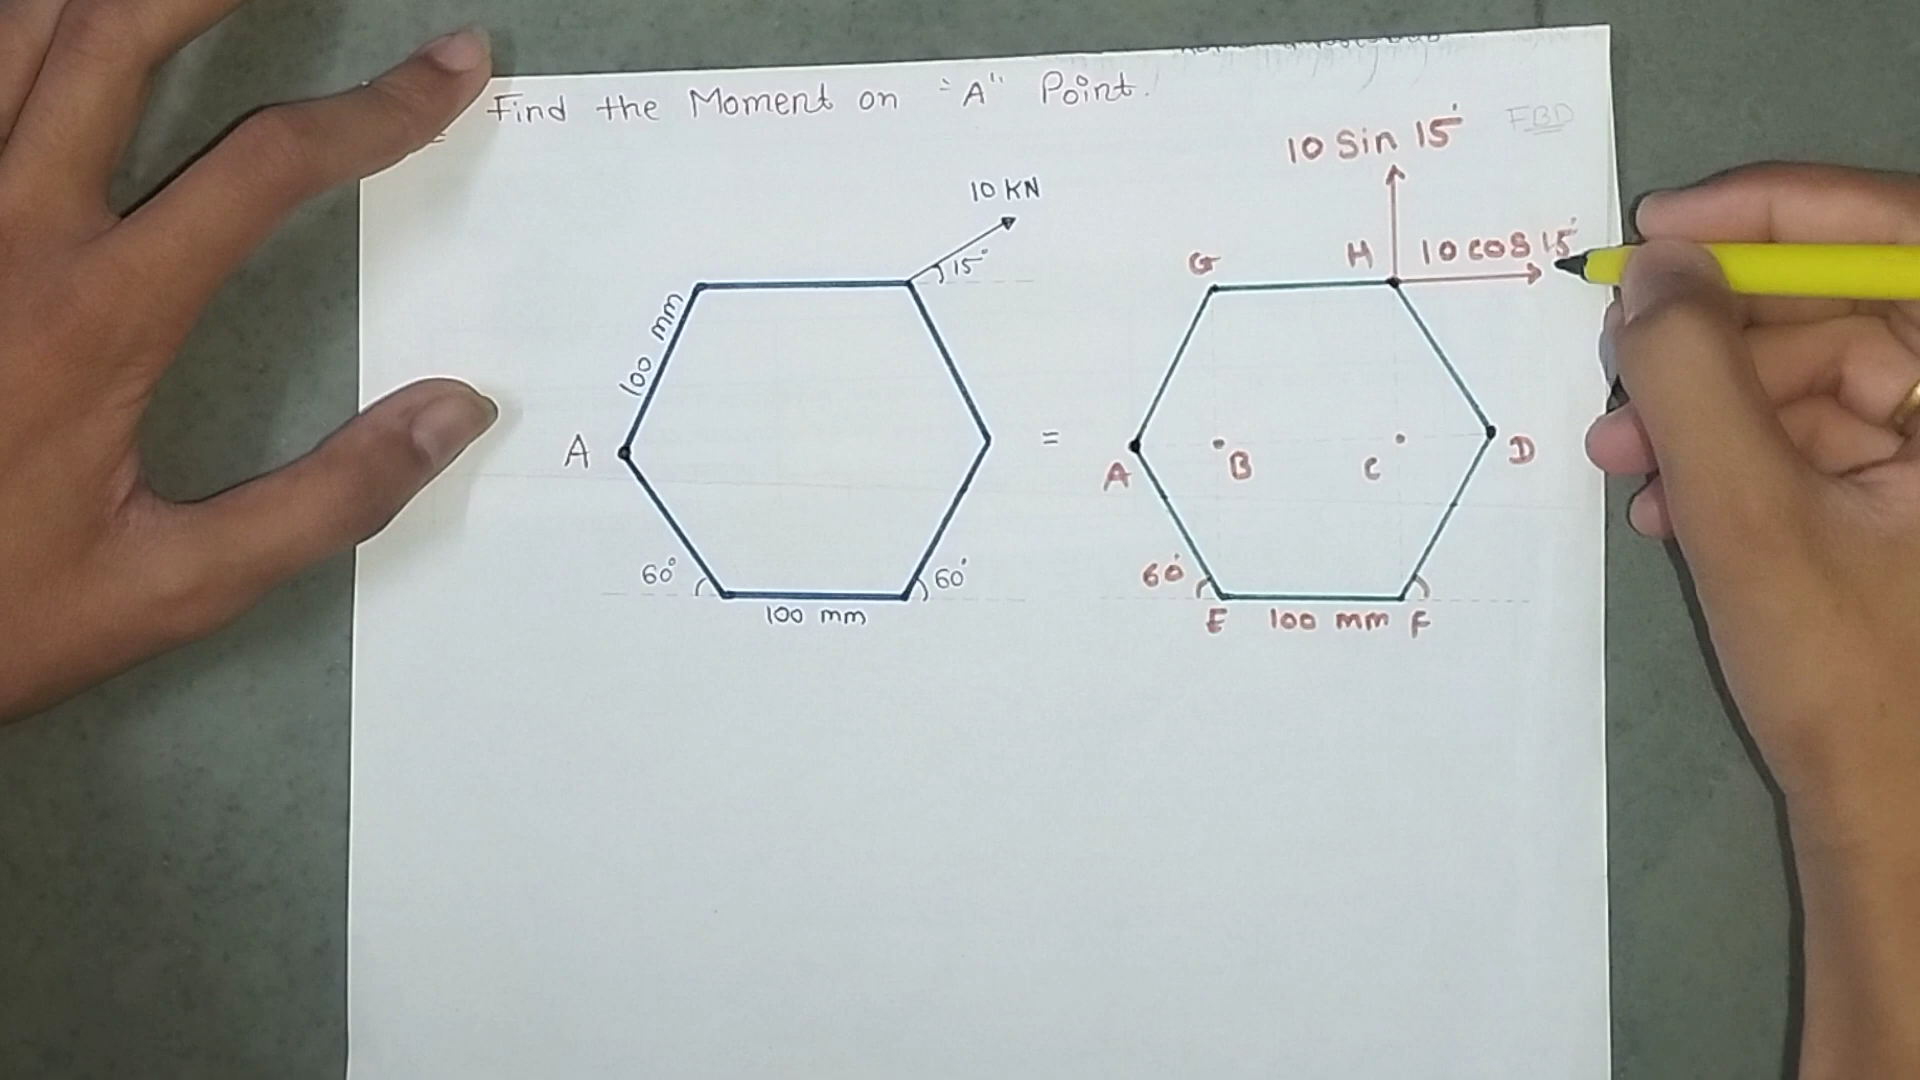 Find the Moment on "A" Point.
FBD
10 Sin 15°
10 KN
15°
G
H
10 cos 15°
100 mm
A
=
A
B
C
D
60°
60°
60°
100 mm
E
100 mm
F